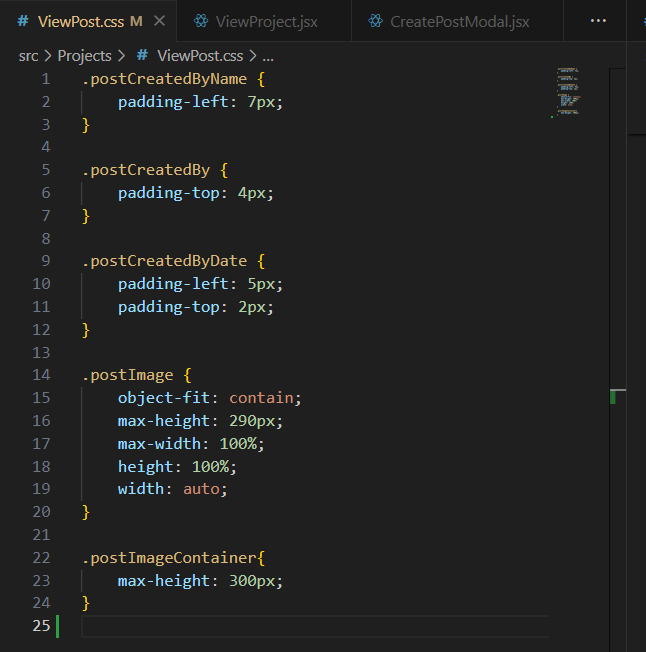 # ViewPost.css M ViewProject.jsx CreatePostModal.jsx ...
src > Projects > # ViewPost.css > ...
1 .postCreatedByName {
2 padding-left: 7px;
3 }
4
5 .postCreatedBy {
6 padding-top: 4px;
7 }
8
9 .postCreatedByDate {
10 padding-left: 5px;
11 padding-top: 2px;
12 }
13
14 .postImage {
15 object-fit: contain;
16 max-height: 290px;
17 max-width: 100%;
18 height: 100%;
19 width: auto;
20 }
21
22 .postImageContainer{
23 max-height: 300px;
24 }
25